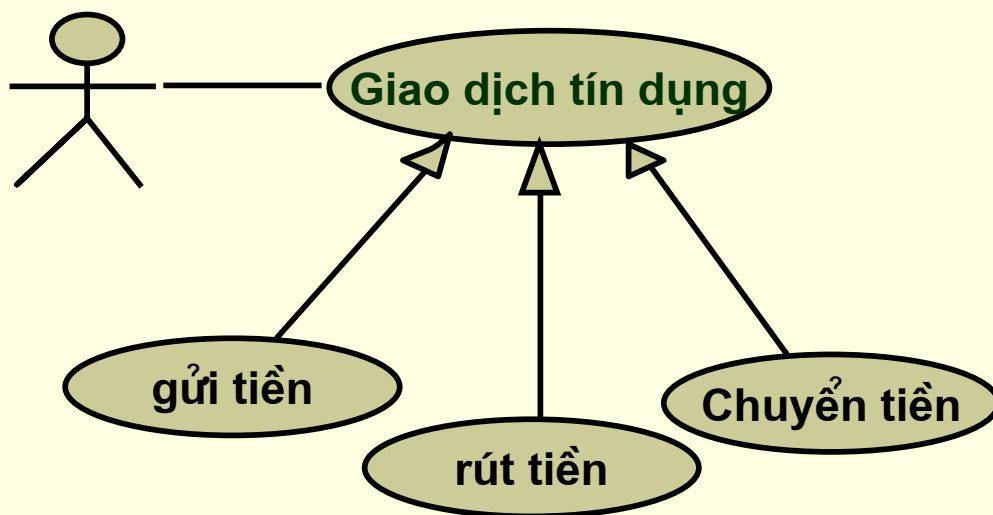 Giao dịch tín dụng
gửi tiền
rút tiền
Chuyển tiền